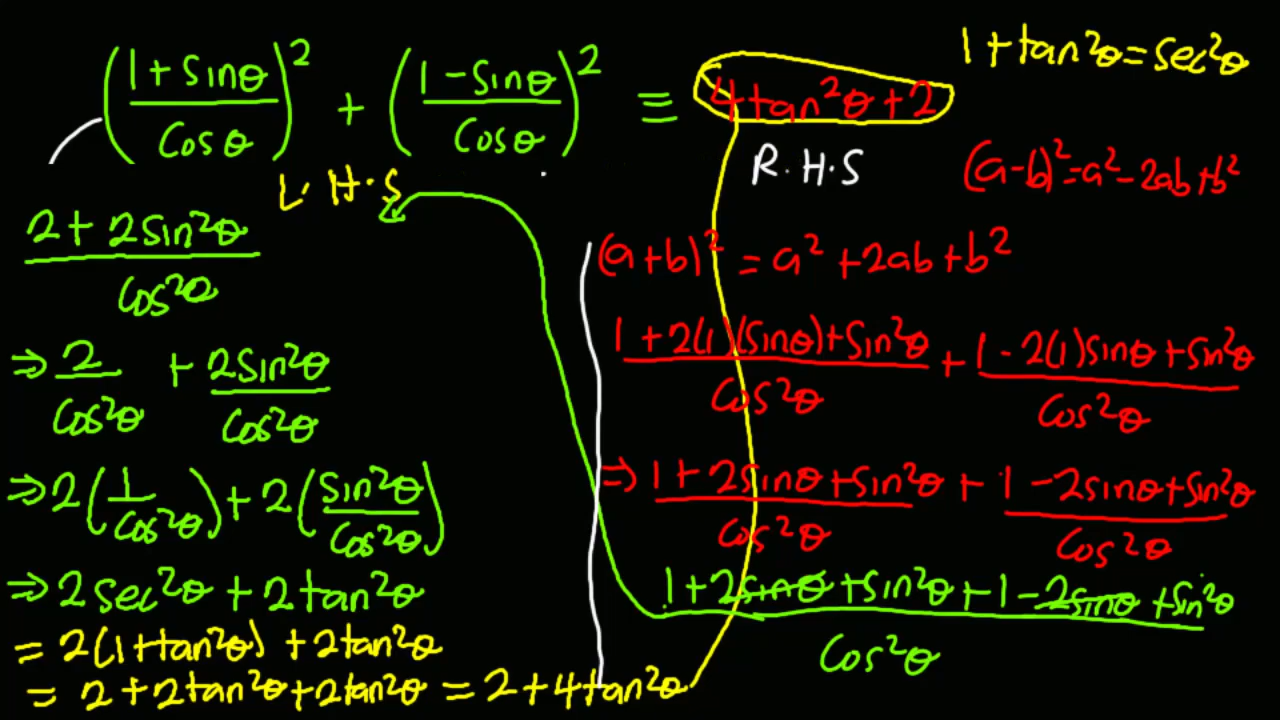 ((1+sinθ)/cosθ)² + ((1-sinθ)/cosθ)² ≡ 4tan²θ+2
1+tan²θ=sec²θ
L.H.S
R.H.S
(a-b)²=a²-2ab+b²
(a+b)² = a²+2ab+b²
(1+2(1)(sinθ)+sin²θ)/cos²θ + (1-2(1)sinθ+sin²θ)/cos²θ
⇒ (1+2sinθ+sin²θ)/cos²θ + (1-2sinθ+sin²θ)/cos²θ
(1+2sinθ+sin²θ+1-2sinθ+sin²θ)/cos²θ
(2+2sin²θ)/cos²θ
⇒ 2/cos²θ + 2sin²θ/cos²θ
⇒ 2(1/cos²θ) + 2(sin²θ/cos²θ)
⇒ 2sec²θ + 2tan²θ
= 2(1+tan²θ) + 2tan²θ
= 2+2tan²θ+2tan²θ = 2+4tan²θ